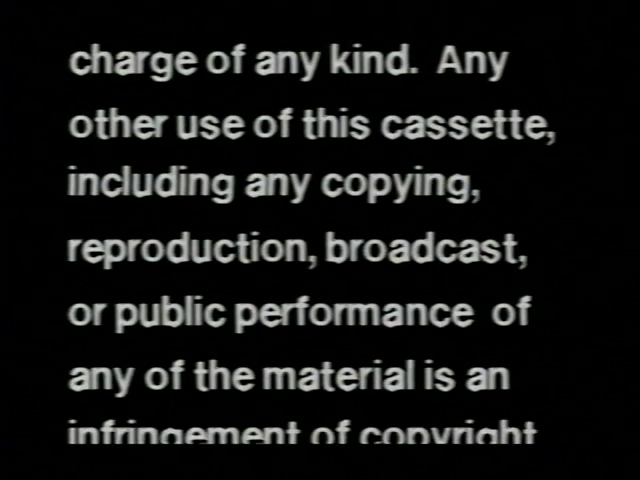 charge of any kind.  Any
other use of this cassette,
including any copying,
reproduction, broadcast,
or public performance  of
any of the material is an
infringement of copyright